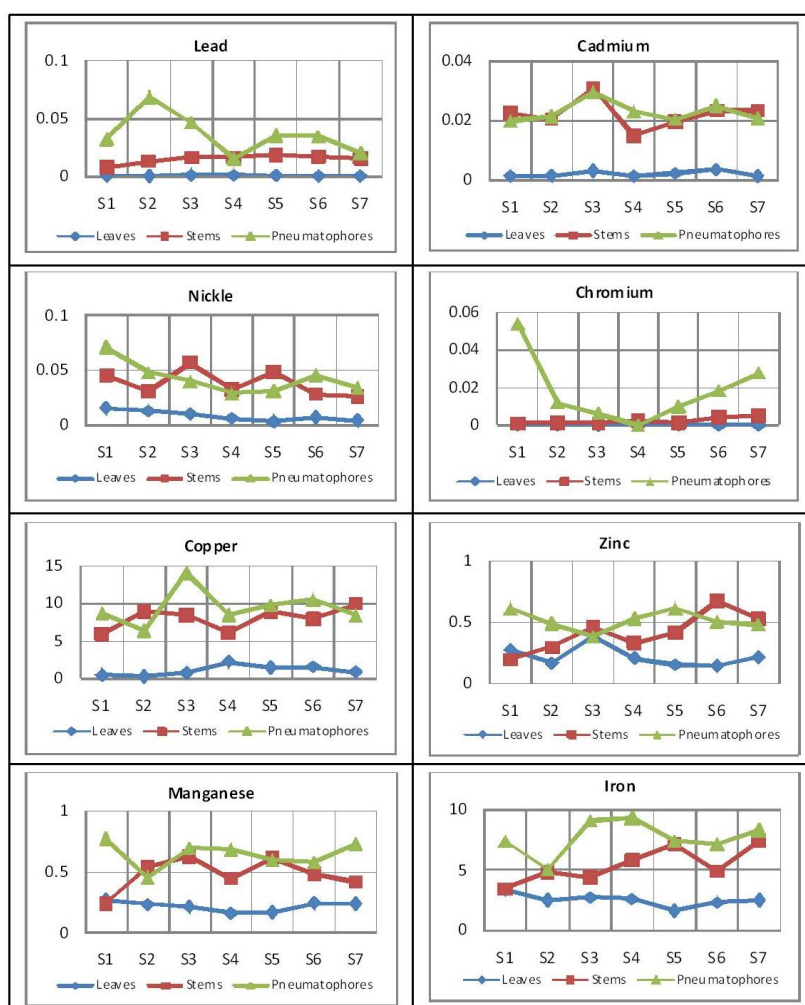 Lead
0.1
0.05
0
S1 S2 S3 S4 S5 S6 S7
Leaves Stems Pneumatophores
Cadmium
0.04
0.02
0
S1 S2 S3 S4 S5 S6 S7
Leaves Stems Pneumatophores
Nickle
0.1
0.05
0
S1 S2 S3 S4 S5 S6 S7
Leaves Stems Pneumatophores
Chromium
0.06
0.04
0.02
0
S1 S2 S3 S4 S5 S6 S7
Leaves Stems Pneumatophores
Copper
15
10
5
0
S1 S2 S3 S4 S5 S6 S7
Leaves Stems Pneumatophores
Zinc
1
0.5
0
S1 S2 S3 S4 S5 S6 S7
Leaves Stems Pneumatophores
Manganese
1
0.5
0
S1 S2 S3 S4 S5 S6 S7
Leaves Stems Pneumatophores
Iron
10
5
0
S1 S2 S3 S4 S5 S6 S7
Leaves Stems Pneumatophores